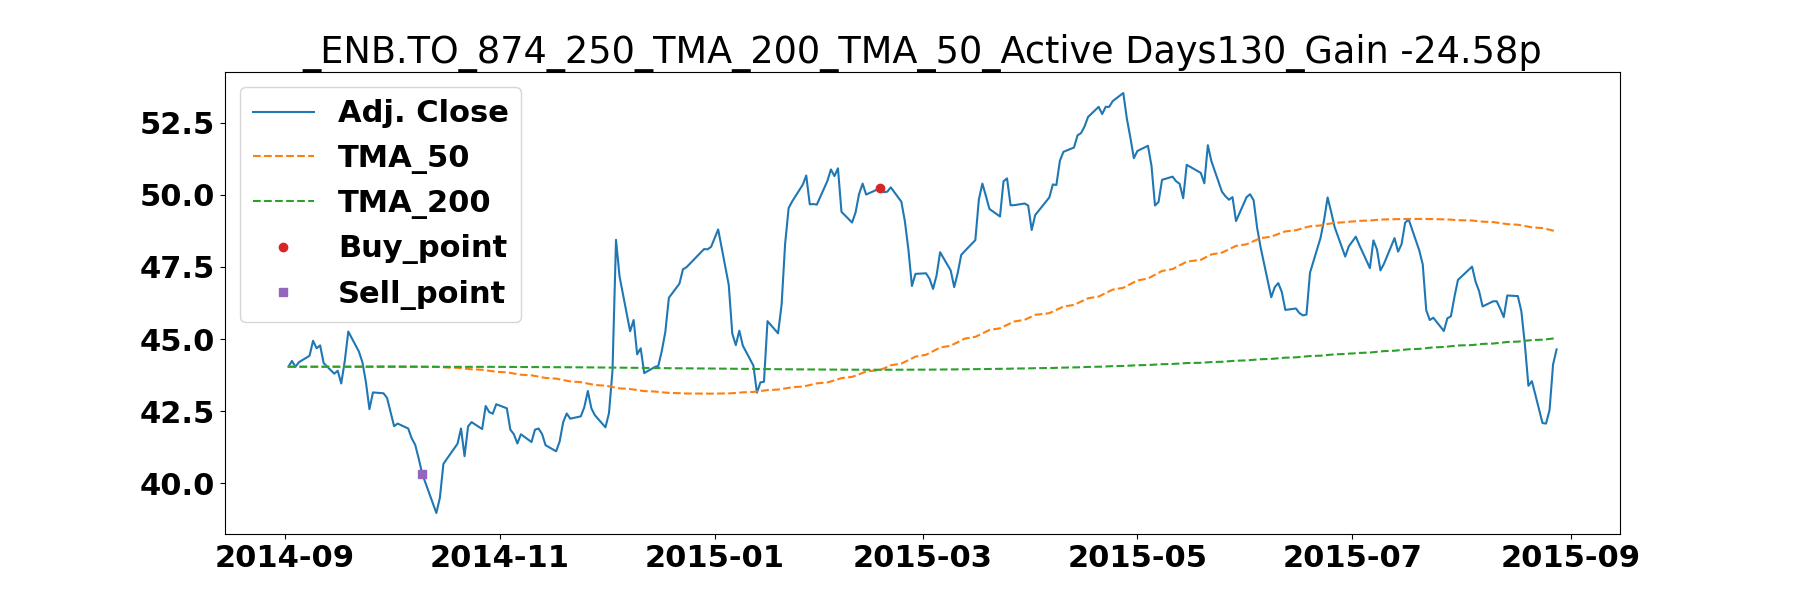 _ENB.TO_874_250_TMA_200_TMA_50_Active Days130_Gain -24.58p
Adj. Close
TMA_50
TMA_200
Buy_point
Sell_point
52.5
50.0
47.5
45.0
42.5
40.0
2014-09 2014-11 2015-01 2015-03 2015-05 2015-07 2015-09